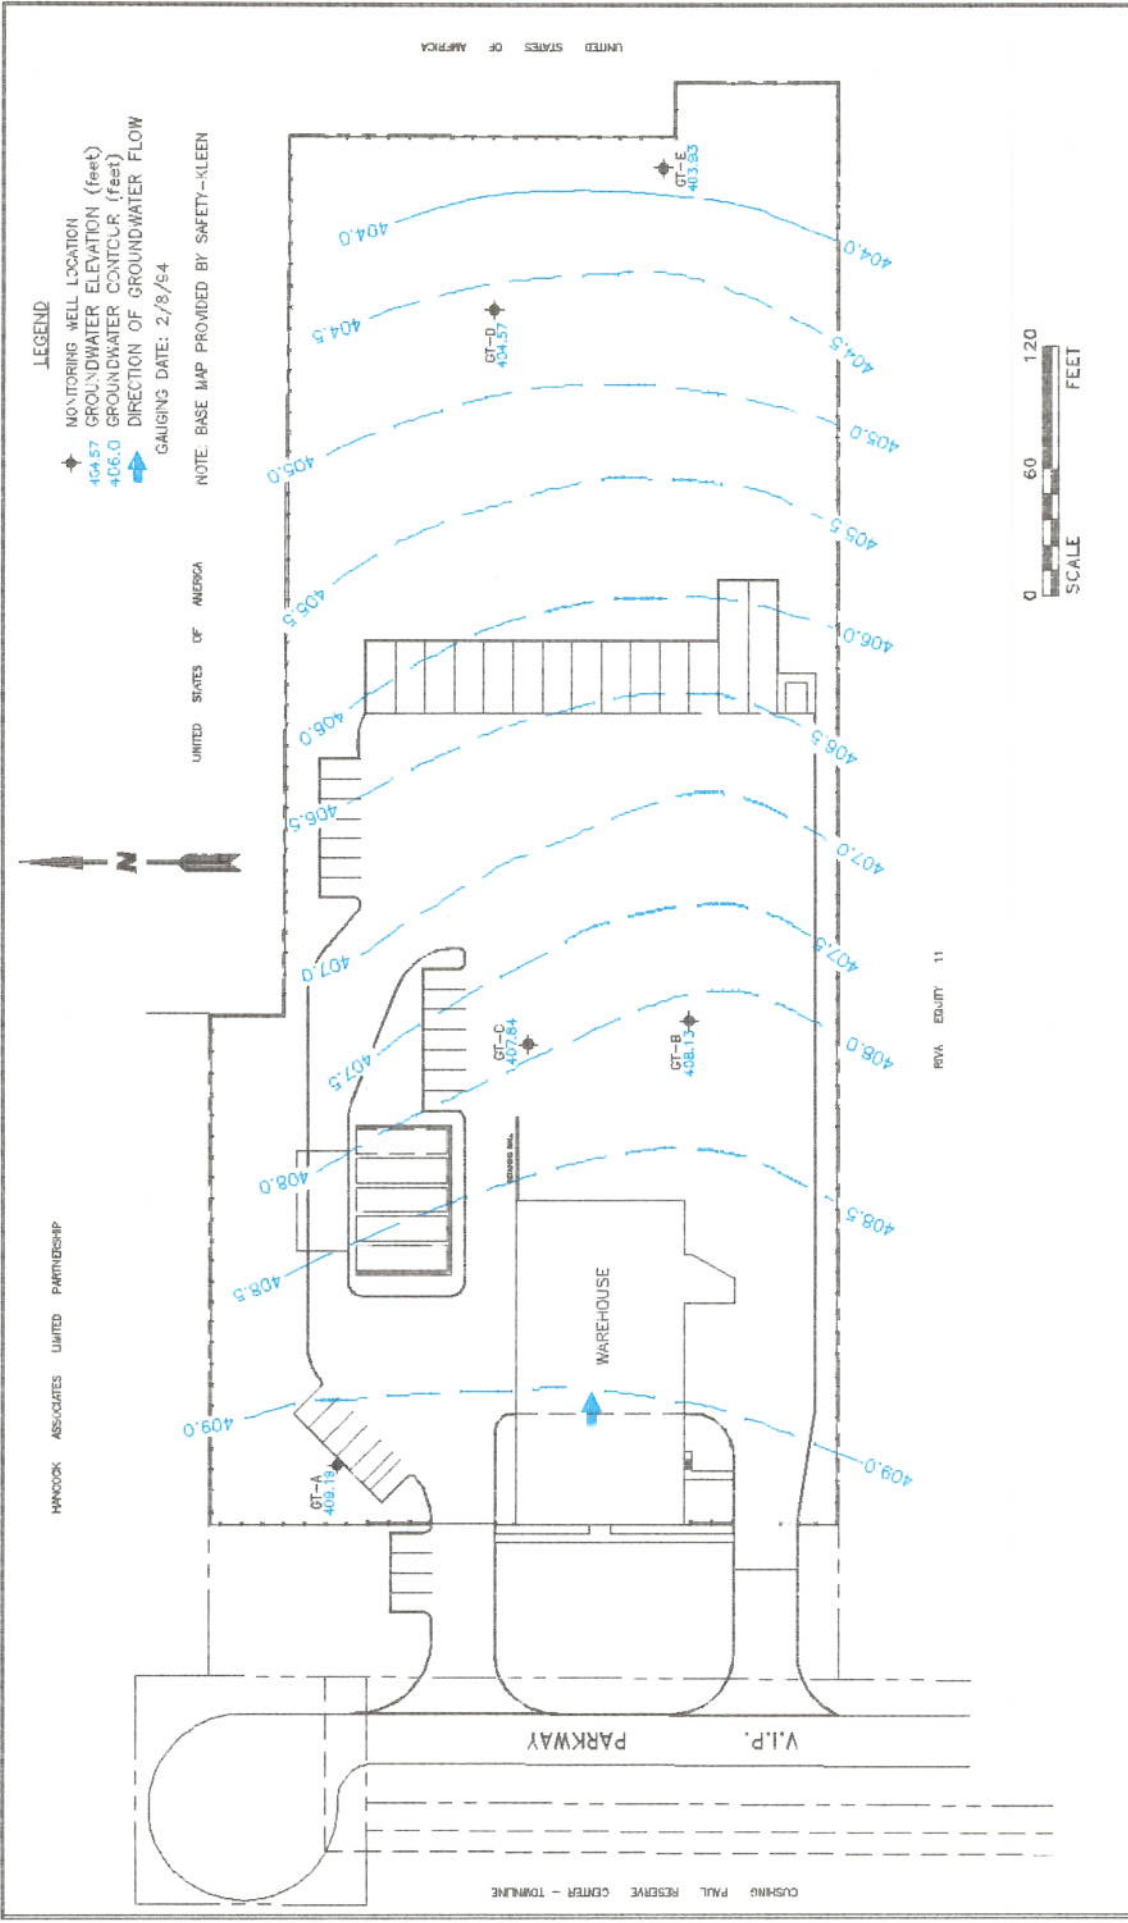 UNITED STATES OF AMERICA
LEGEND
MONITORING WELL LOCATION
404.57 GROUNDWATER ELEVATION (feet)
406.0 GROUNDWATER CONTOUR (feet)
DIRECTION OF GROUNDWATER FLOW
GAUGING DATE: 2/8/94
NOTE: BASE MAP PROVIDED BY SAFETY-KLEEN
UNITED STATES OF AMERICA
N
HANCOCK ASSOCIATES LIMITED PARTNERSHIP
409.0
408.5
408.0
407.5
407.0
406.5
406.0
405.5
405.0
404.5
404.0
GT-A
409.19
GT-C
407.84
GT-B
408.13
GT-D
404.57
GT-E
403.93
RETAINING WALL
WAREHOUSE
409.0
408.5
408.0
407.5
407.0
406.5
406.0
405.5
405.0
404.5
404.0
V.I.P. PARKWAY
CUSHING PAUL RESERVE CENTER - TOWNLINE
RIVA EQUITY 11
0 60 120
SCALE FEET